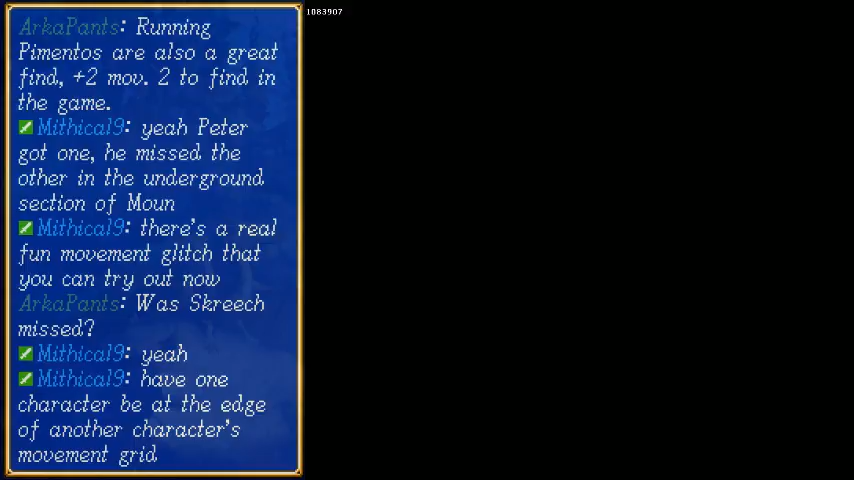 ArkaPants: Running
Pimentos are also a great
find, +2 mov. 2 to find in
the game.
Mithical9: yeah Peter
got one, he missed the
other in the underground
section of Moun
Mithical9: there's a real
fun movement glitch that
you can try out now
ArkaPants: Was Skreech
missed?
Mithical9: yeah
Mithical9: have one
character be at the edge
of another character's
movement grid
1083907